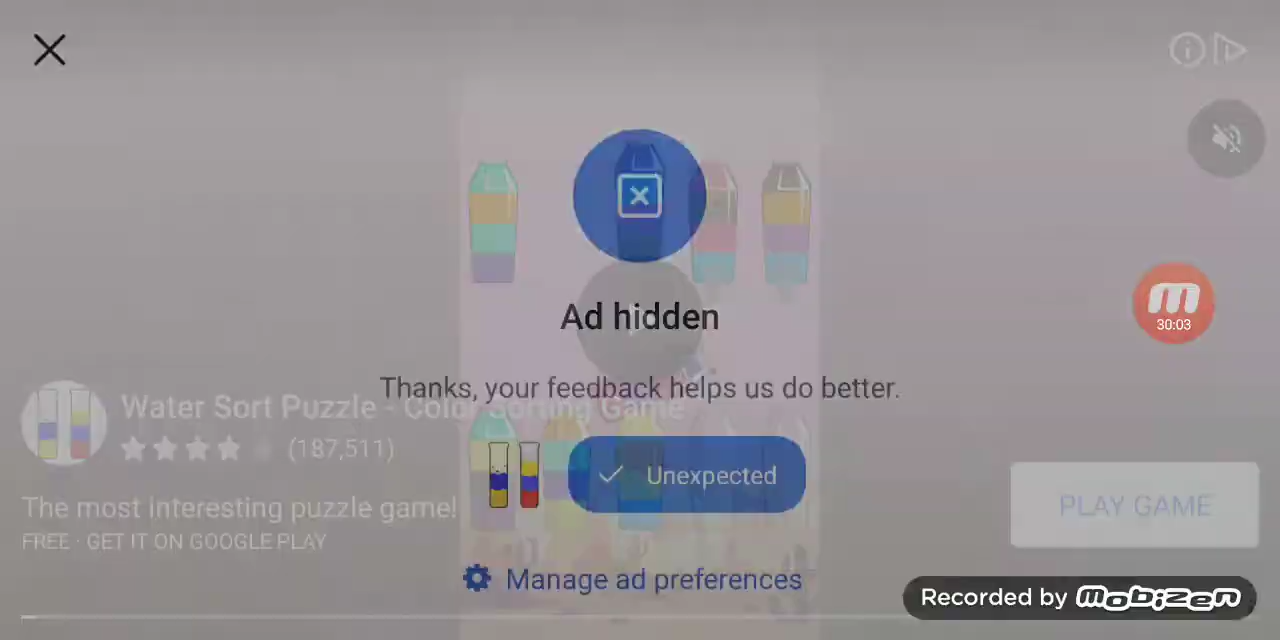 m
30:03
Ad hidden
Thanks, your feedback helps us do better.
Water Sort Puzzle - Color Sorting Game
(187,511)
Unexpected
The most interesting puzzle game!
PLAY GAME
FREE · GET IT ON GOOGLE PLAY
Manage ad preferences
Recorded by mobizen